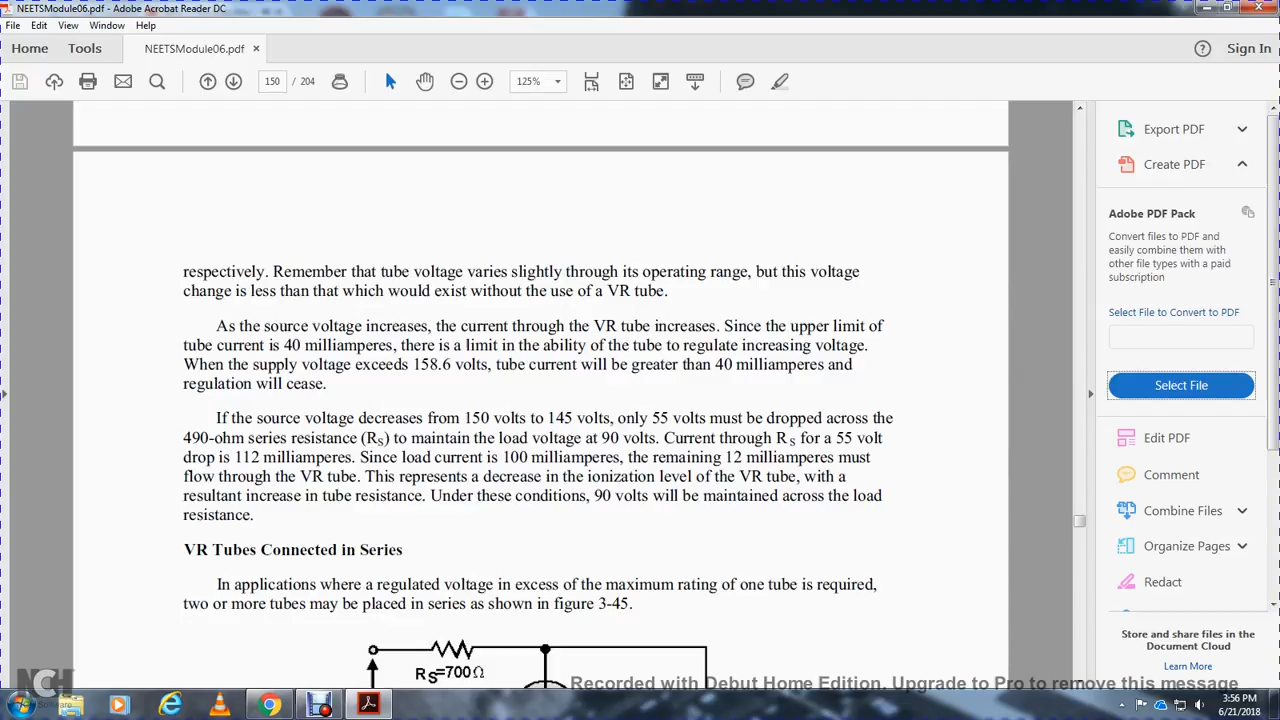 NEETSModule06.pdf - Adobe Acrobat Reader DC
File Edit View Window Help
Home Tools NEETSModule06.pdf × Sign In
150 / 204 125%
respectively. Remember that tube voltage varies slightly through its operating range, but this voltage
change is less than that which would exist without the use of a VR tube.
As the source voltage increases, the current through the VR tube increases. Since the upper limit of
tube current is 40 milliamperes, there is a limit in the ability of the tube to regulate increasing voltage.
When the supply voltage exceeds 158.6 volts, tube current will be greater than 40 milliamperes and
regulation will cease.
If the source voltage decreases from 150 volts to 145 volts, only 55 volts must be dropped across the
490-ohm series resistance (RS) to maintain the load voltage at 90 volts. Current through R S for a 55 volt
drop is 112 milliamperes. Since load current is 100 milliamperes, the remaining 12 milliamperes must
flow through the VR tube. This represents a decrease in the ionization level of the VR tube, with a
resultant increase in tube resistance. Under these conditions, 90 volts will be maintained across the load
resistance.
VR Tubes Connected in Series
In applications where a regulated voltage in excess of the maximum rating of one tube is required,
two or more tubes may be placed in series as shown in figure 3-45.
RS=700Ω
Export PDF
Create PDF
Adobe PDF Pack
Convert files to PDF and
easily combine them with
other file types with a paid
subscription
Select File to Convert to PDF
Select File
Edit PDF
Comment
Combine Files
Organize Pages
Redact
Store and share files in the
Document Cloud
Learn More
NCH
Software
Recorded with Debut Home Edition. Upgrade to Pro to remove this message
3:56 PM
6/21/2018